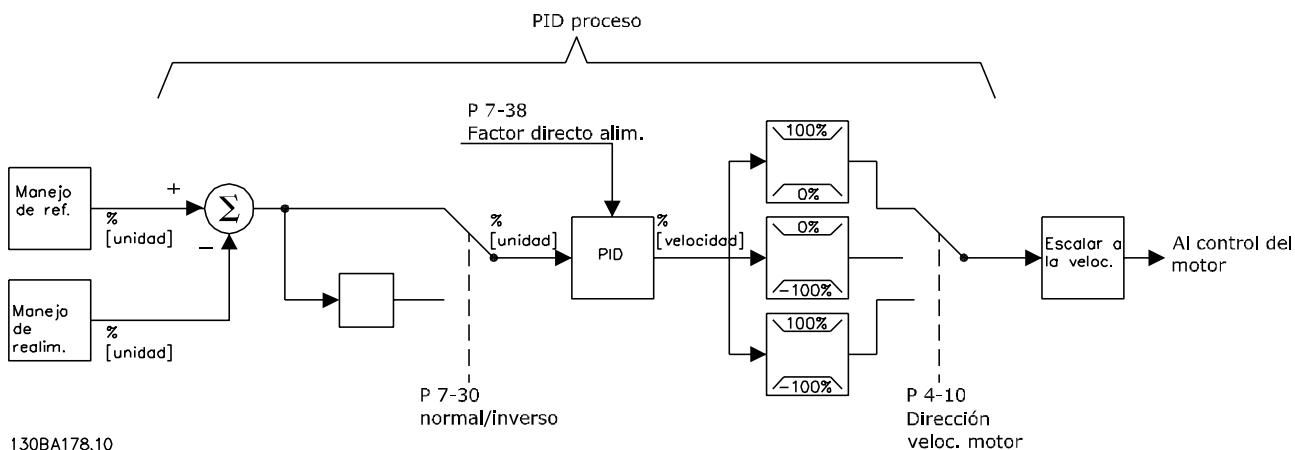 PID proceso
P 7-38
Factor directo alim.
100%
0%
Manejo
de ref.
+
%
[unidad]
Σ
−
%
[unidad]
PID
%
[velocidad]
0%
-100%
Escalar a
la veloc.
Al control del
motor
Manejo
de
realim.
%
[unidad]
100%
-100%
P 7-30
normal/inverso
P 4-10
Dirección
veloc. motor
130BA178.10